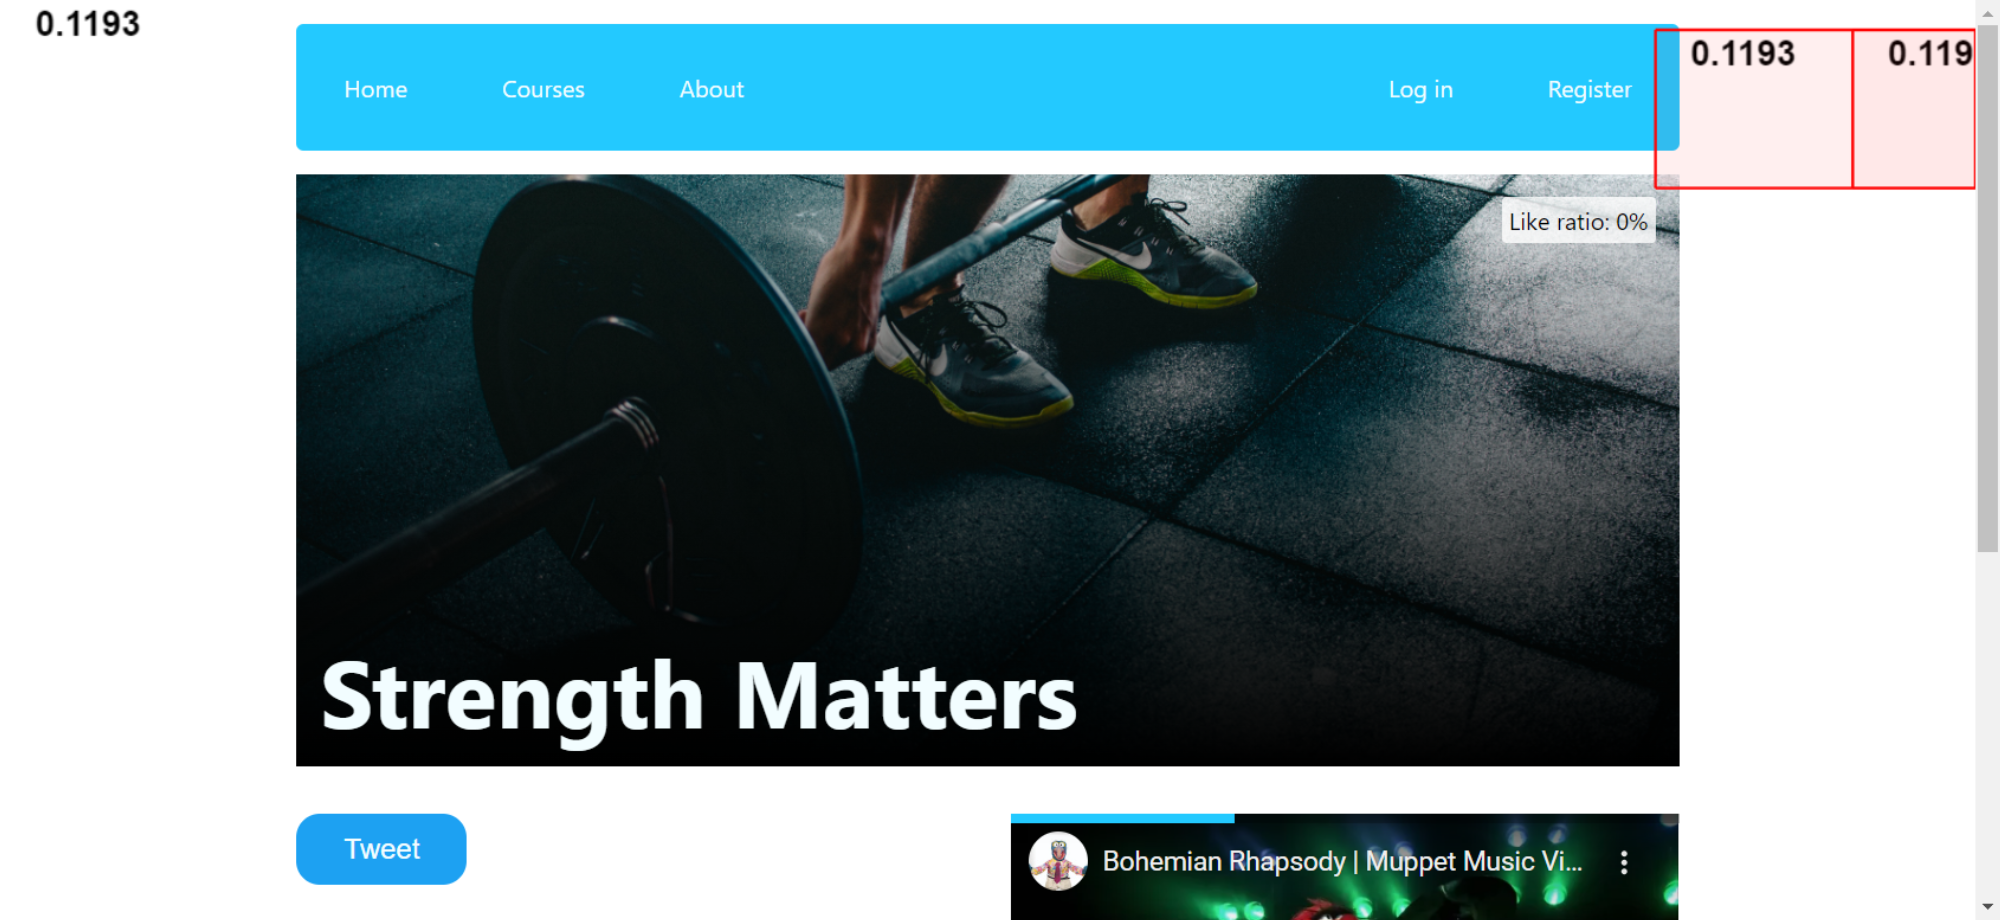 0.1193
Home Courses About Log in Register
0.1193 0.119
Like ratio: 0%
Strength Matters
Tweet
Bohemian Rhapsody | Muppet Music Vi...